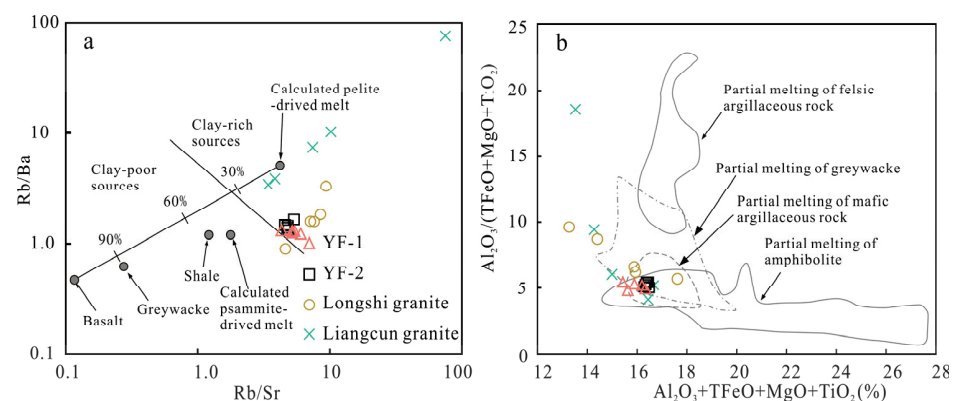 a
100
10
1.0
0.1
Rb/Ba
0.1
1.0
10
100
Rb/Sr
Calculated pelite
-drived melt
Clay-rich
sources
Clay-poor
sources
30%
60%
90%
Basalt
Greywacke
Shale
Calculated
psammite-
drived melt
YF-1
YF-2
Longshi granite
Liangcun granite
b
25
20
15
10
5
0
Al₂O₃/(TFeO+MgO+TiO₂)
12
14
16
18
20
22
24
26
28
Al₂O₃+TFeO+MgO+TiO₂(%)
Partial melting of felsic
argillaceous rock
Partial melting of greywacke
Partial melting of mafic
argillaceous rock
Partial melting of
amphibolite